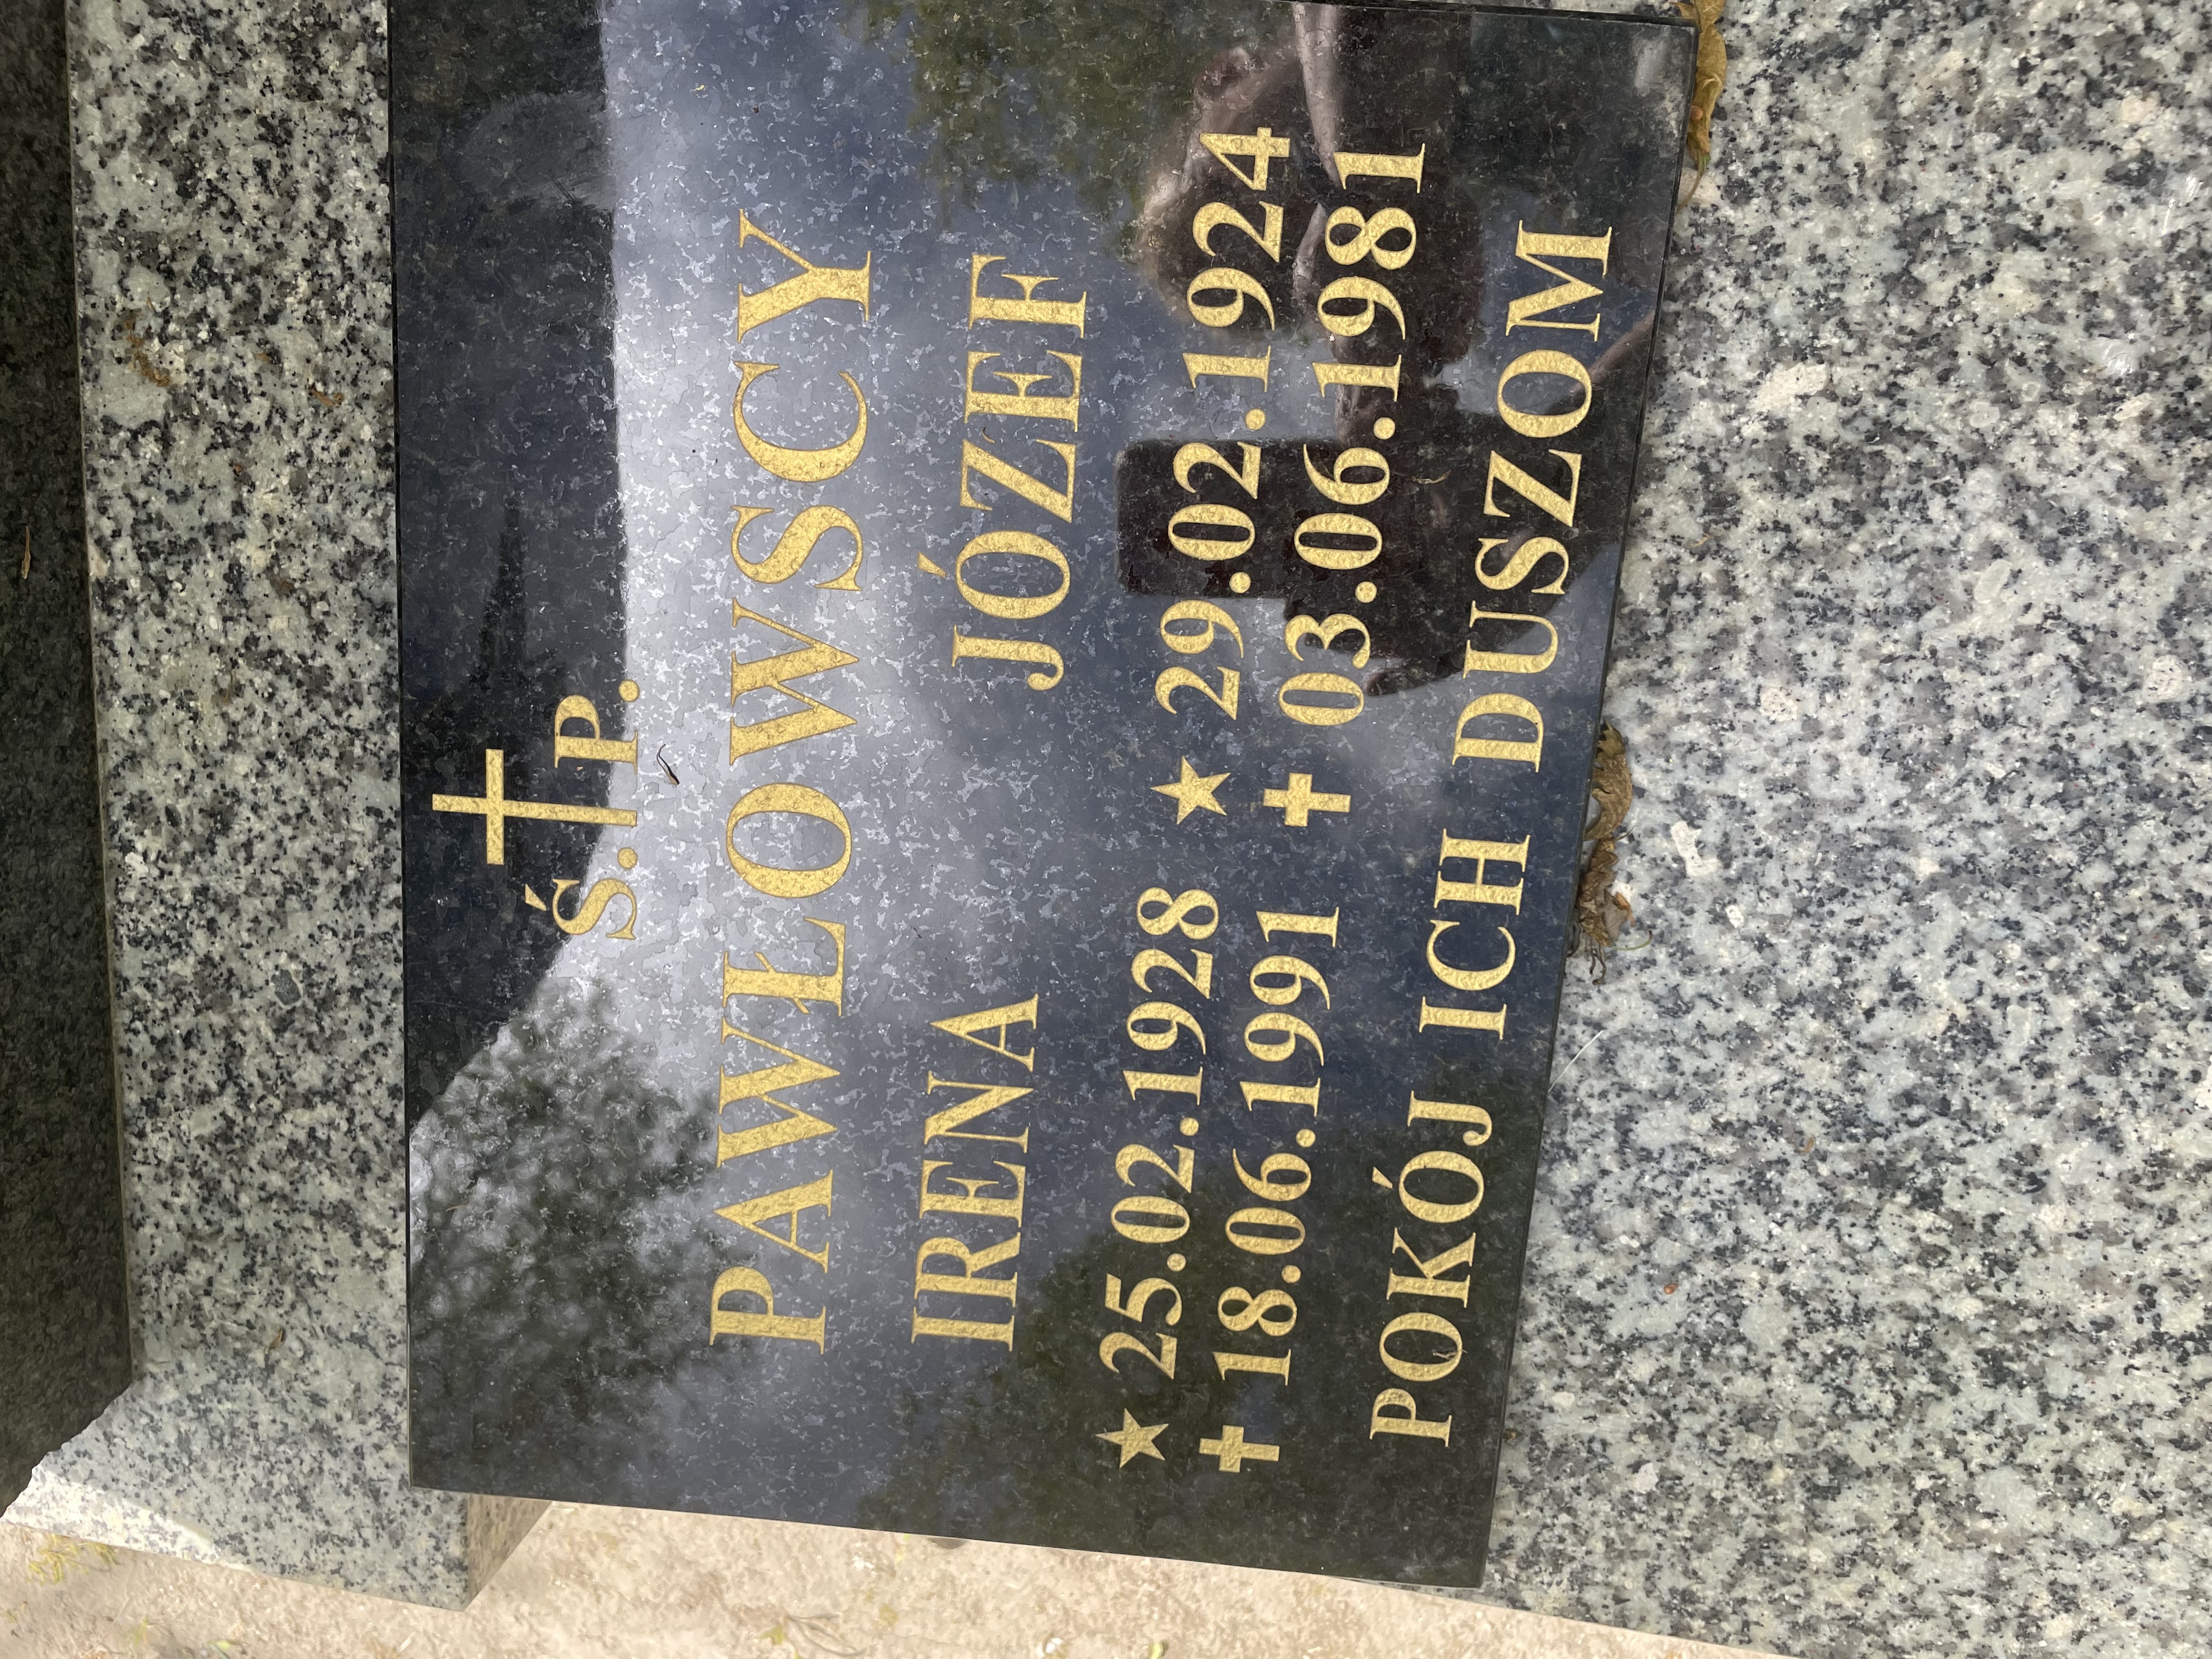 Ś. P.
PAWŁOWSCY
IRENA JÓZEF
★ 25.02.1928 ★ 29.02.1924
✝ 18.06.1991 ✝ 03.06.1981
POKÓJ ICH DUSZOM